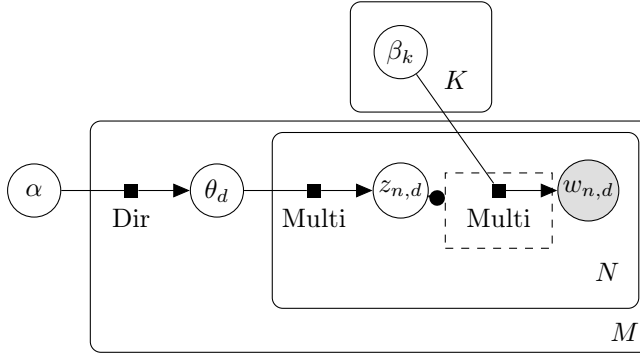 β_k
K
α
θ_d
z_{n,d}
w_{n,d}
Dir
Multi
Multi
N
M